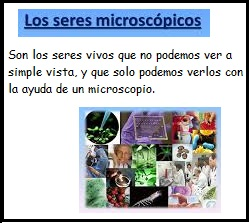 Los seres microscópicos
Son los seres vivos que no podemos ver a
simple vista, y que solo podemos verlos con
la ayuda de un microscopio.